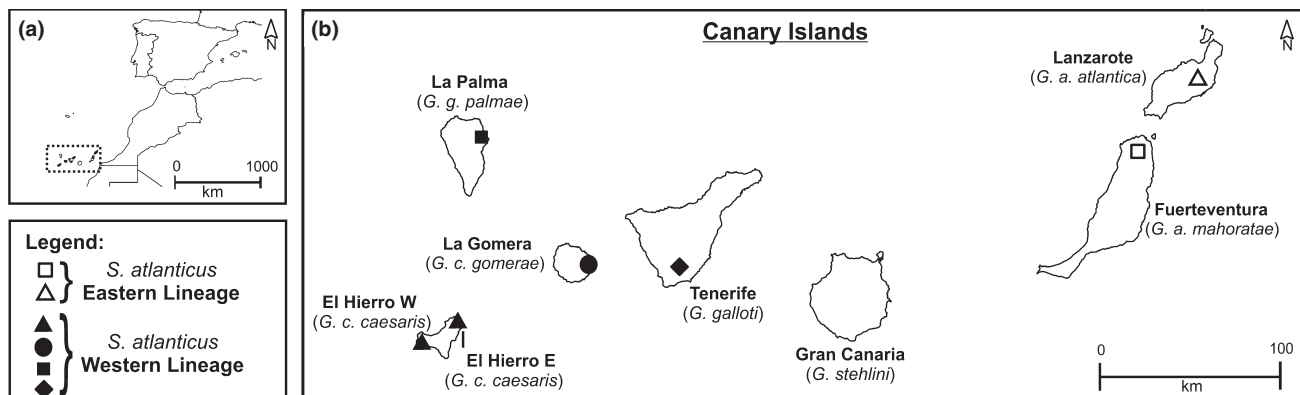 (a)
N
0 1000
km
Legend:
S. atlanticus
Eastern Lineage
S. atlanticus
Western Lineage
(b)
Canary Islands
N
Lanzarote
(G. a. atlantica)
La Palma
(G. g. palmae)
Fuerteventura
(G. a. mahoratae)
La Gomera
(G. c. gomerae)
El Hierro W
(G. c. caesaris)
El Hierro E
(G. c. caesaris)
Tenerife
(G. galloti)
Gran Canaria
(G. stehlini)
0 100
km